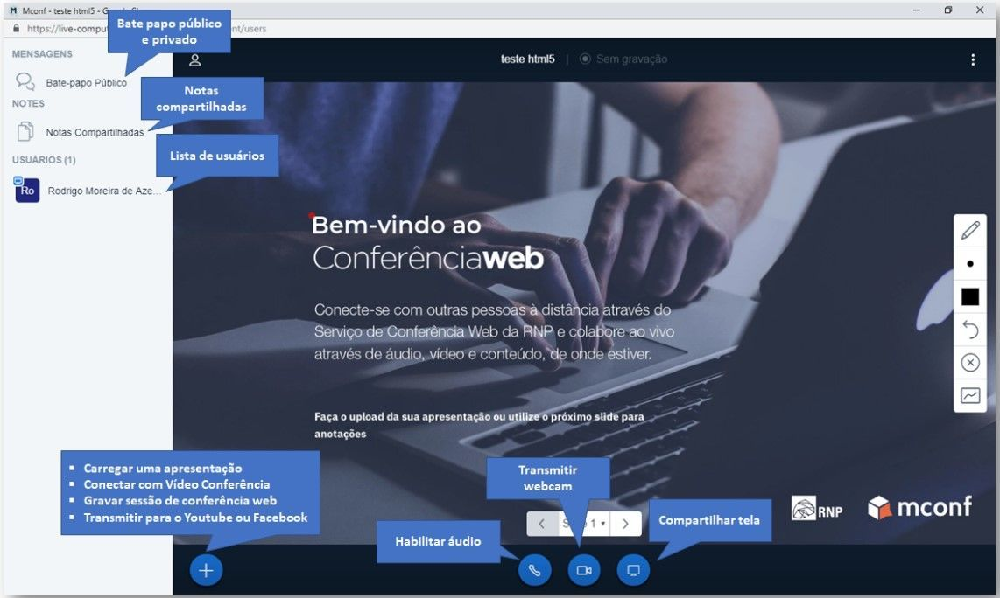 Mconf - teste html5 - G
Bate papo público
e privado
https://live-compu
nt/users
MENSAGENS
teste html5 | Sem gravação
Bate-papo Público
Notas
compartilhadas
NOTES
Notas Compartilhadas
Lista de usuários
USUÁRIOS (1)
Ro
Rodrigo Moreira de Aze...
Bem-vindo ao
Conferênciaweb
Conecte-se com outras pessoas à distância através do
Serviço de Conferência Web da RNP e colabore ao vivo
através de áudio, vídeo e conteúdo, de onde estiver.
Faça o upload da sua apresentação ou utilize o próximo slide para
anotações
▪ Carregar uma apresentação
▪ Conectar com Vídeo Conferência
▪ Gravar sessão de conferência web
▪ Transmitir para o Youtube ou Facebook
Transmitir
webcam
RNP
mconf
Compartilhar tela
1
Habilitar áudio